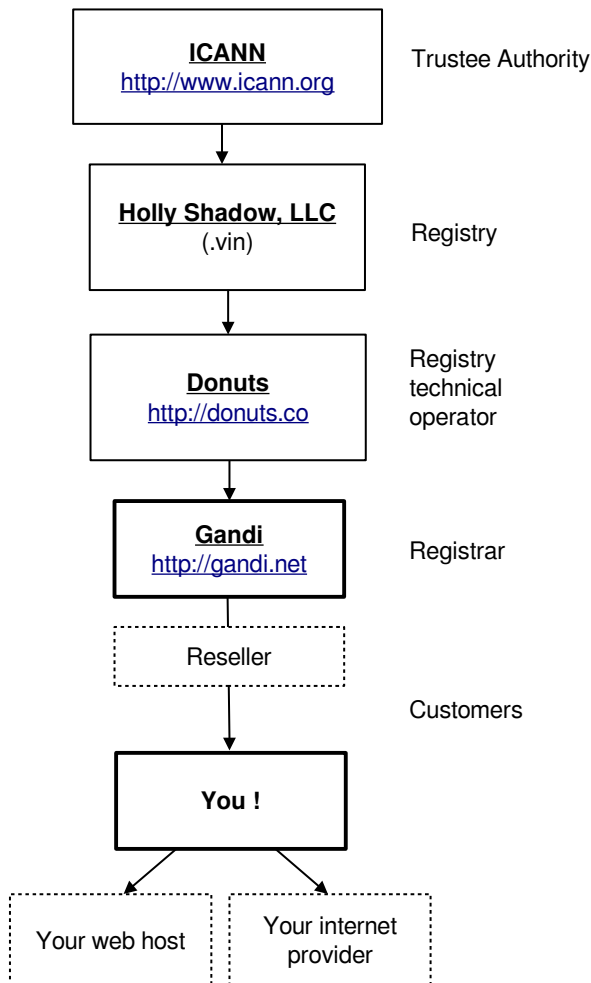 ICANN
http://www.icann.org
Trustee Authority
Holly Shadow, LLC
(.vin)
Registry
Donuts
http://donuts.co
Registry
technical
operator
Gandi
http://gandi.net
Registrar
Reseller
Customers
You !
Your web host
Your internet
provider